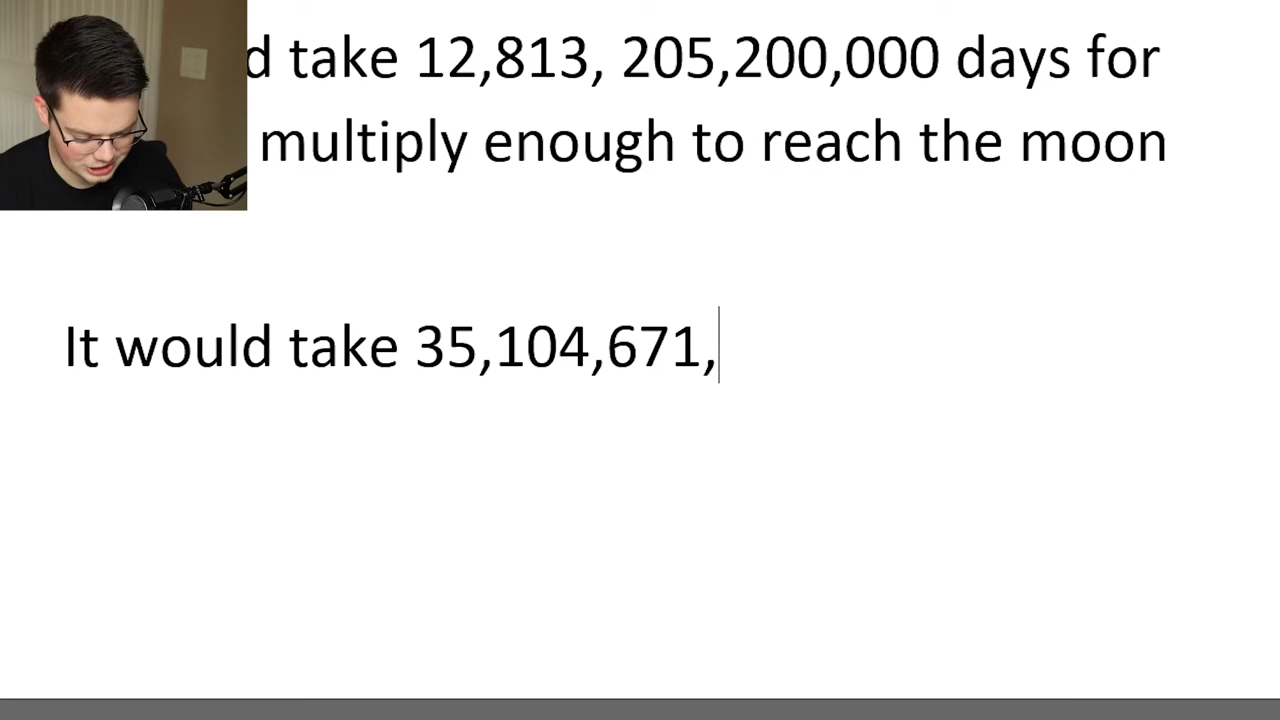 d take 12,813, 205,200,000 days for
multiply enough to reach the moon
It would take 35,104,671,